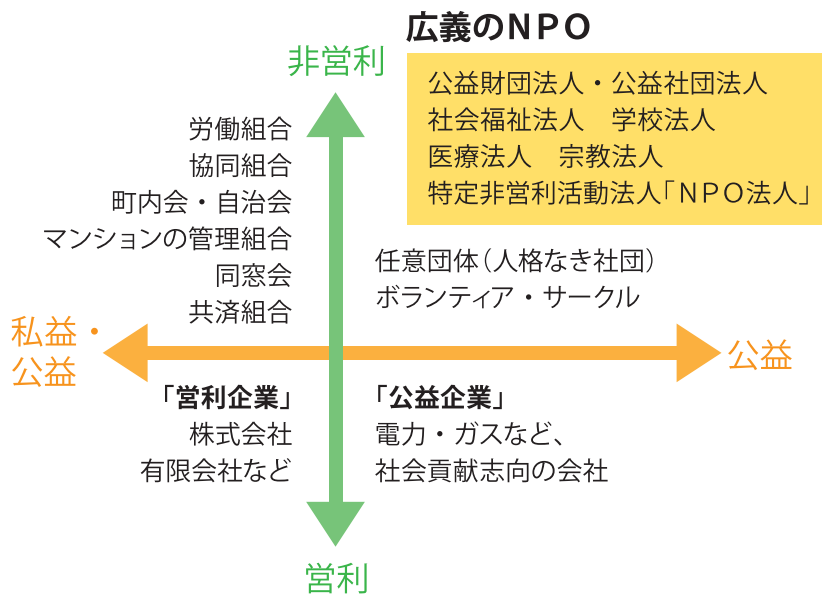 広義のNPO
非営利
公益財団法人・公益社団法人
社会福祉法人　学校法人
医療法人　宗教法人
特定非営利活動法人「NPO法人」
労働組合
協同組合
町内会・自治会
マンションの管理組合
同窓会
共済組合
任意団体（人格なき社団）
ボランティア・サークル
私益・
公益
公益
「営利企業」
株式会社
有限会社など
「公益企業」
電力・ガスなど、
社会貢献志向の会社
営利